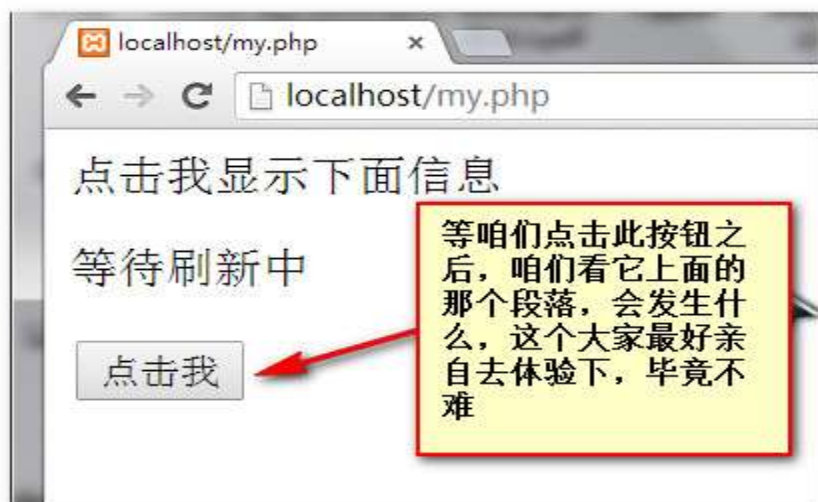 localhost/my.php
localhost/my.php
点击我显示下面信息
等待刷新中
等咱们点击此按钮之
后，咱们看它上面的
那个段落，会发生什
么，这个大家最好亲
自去体验下，毕竟不
难
点击我